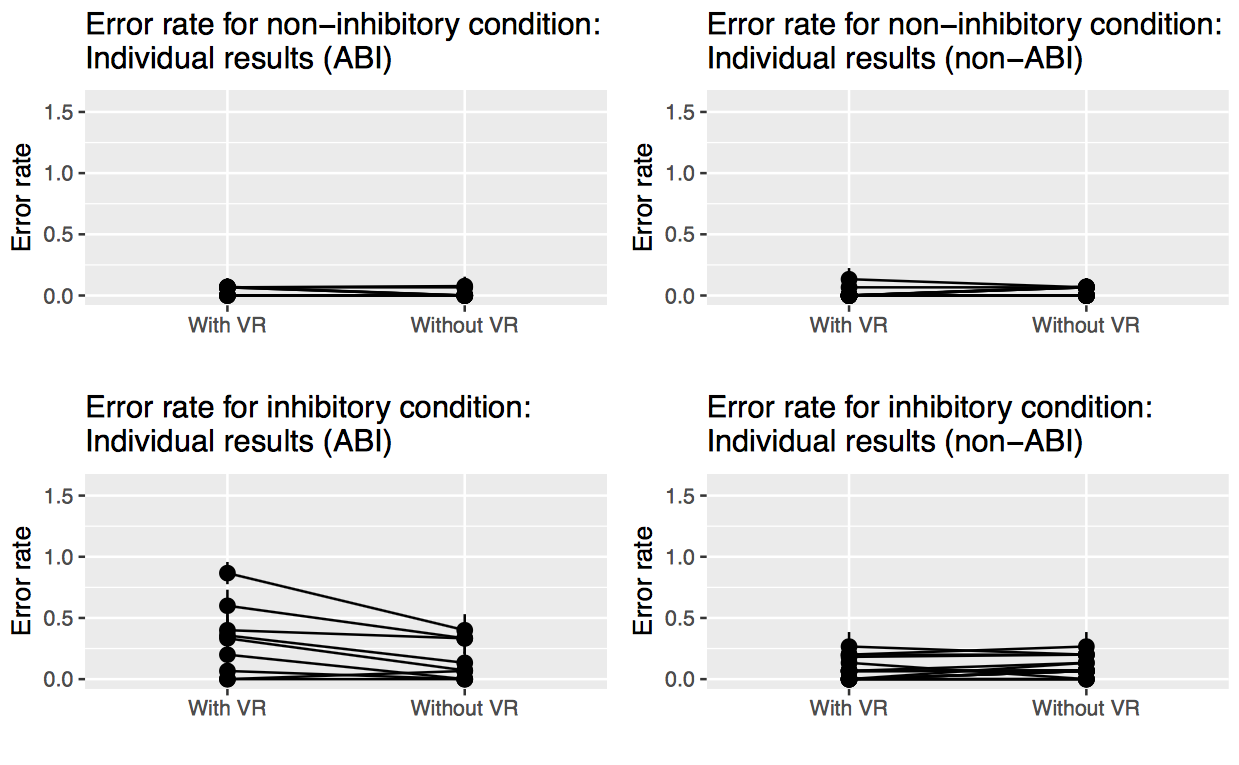 Error rate for non−inhibitory condition:
Individual results (ABI)
1.5
1.0
0.5
0.0
Error rate
With VR
Without VR
Error rate for non−inhibitory condition:
Individual results (non−ABI)
1.5
1.0
0.5
0.0
Error rate
With VR
Without VR
Error rate for inhibitory condition:
Individual results (ABI)
1.5
1.0
0.5
0.0
Error rate
With VR
Without VR
Error rate for inhibitory condition:
Individual results (non−ABI)
1.5
1.0
0.5
0.0
Error rate
With VR
Without VR